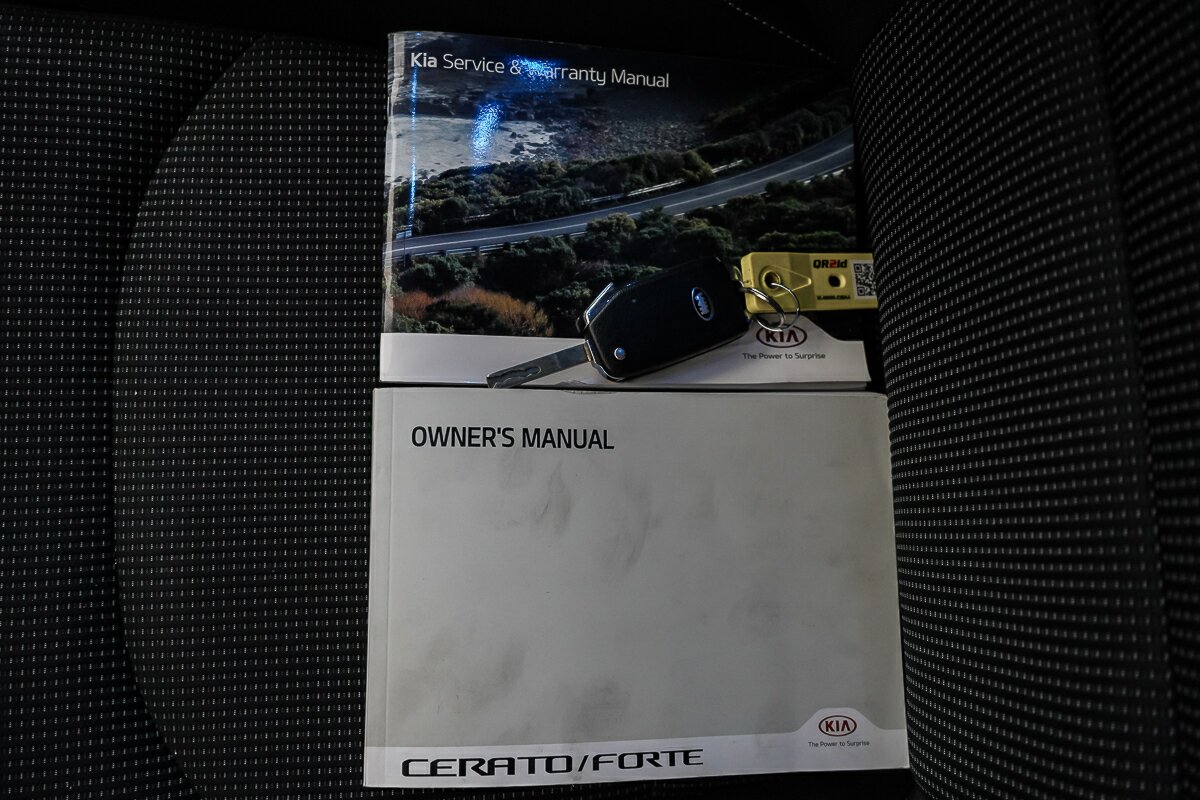 Kia Service & Warranty Manual
QR2id
KIA
The Power to Surprise
OWNER'S MANUAL
KIA
The Power to Surprise
CERATO/FORTE